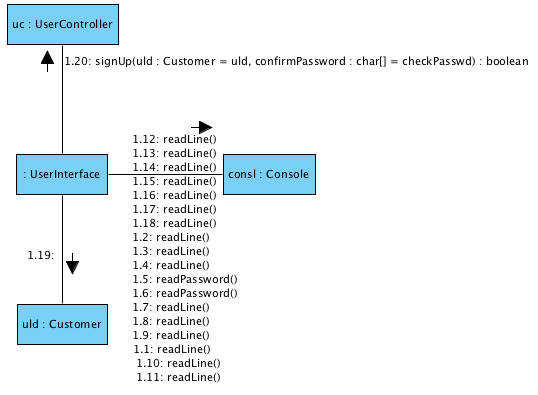 uc : UserController
1.20: signUp(uld : Customer = uld, confirmPassword : char[] = checkPasswd) : boolean
1.12: readLine()
1.13: readLine()
1.14: readLine()
: UserInterface
consl : Console
1.15: readLine()
1.16: readLine()
1.17: readLine()
1.18: readLine()
1.2: readLine()
1.3: readLine()
1.4: readLine()
1.5: readPassword()
1.6: readPassword()
1.7: readLine()
1.8: readLine()
1.9: readLine()
1.1: readLine()
1.10: readLine()
1.11: readLine()
1.19:
uld : Customer